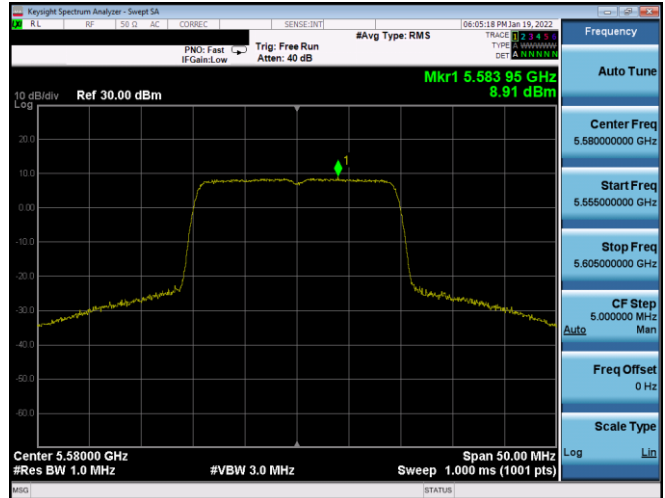 Keysight Spectrum Analyzer - Swept SA
RL RF 50 Ω AC CORREC SENSE:INT 06:05:18 PM Jan 19, 2022
#Avg Type: RMS
TRACE 1 2 3 4 5 6
TYPE A WWWWW
DET A N N N N N
PNO: Fast
IFGain:Low
Trig: Free Run
Atten: 40 dB
Mkr1 5.583 95 GHz
8.91 dBm
10 dB/div
Log
Ref 30.00 dBm
20.0
10.0
0.00
-10.0
-20.0
-30.0
-40.0
-50.0
-60.0
1
Center 5.58000 GHz
#Res BW 1.0 MHz
#VBW 3.0 MHz
Span 50.00 MHz
Sweep 1.000 ms (1001 pts)
MSG
STATUS
Frequency
Auto Tune
Center Freq
5.580000000 GHz
Start Freq
5.555000000 GHz
Stop Freq
5.605000000 GHz
CF Step
5.000000 MHz
Auto Man
Freq Offset
0 Hz
Scale Type
Log Lin